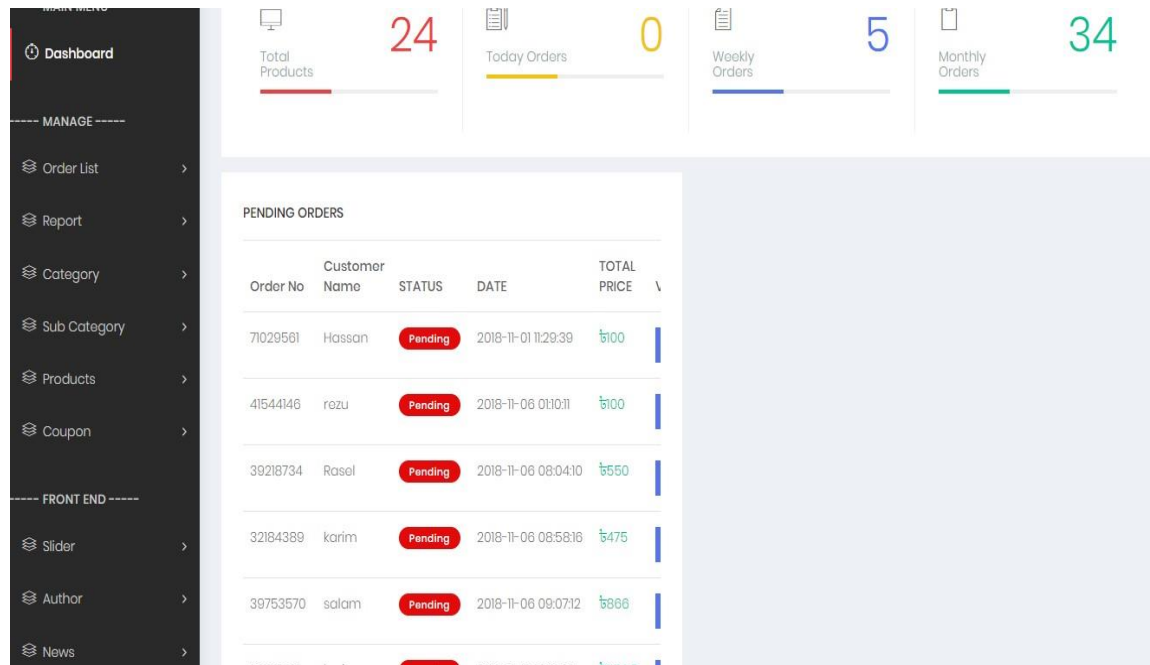 MAIN MENU
Dashboard
----- MANAGE -----
Order List
Report
Category
Sub Category
Products
Coupon
----- FRONT END -----
Slider
Author
News
Total
Products
24
Today Orders
0
Weekly
Orders
5
Monthly
Orders
34
PENDING ORDERS
Order No Customer Name STATUS DATE TOTAL PRICE
71029561 Hassan Pending 2018-11-01 11:29:39 ৳100
41544146 rezu Pending 2018-11-06 01:10:11 ৳100
39218734 Rasel Pending 2018-11-06 08:04:10 ৳550
32184389 karim Pending 2018-11-06 08:58:16 ৳475
39753570 salam Pending 2018-11-06 09:07:12 ৳866